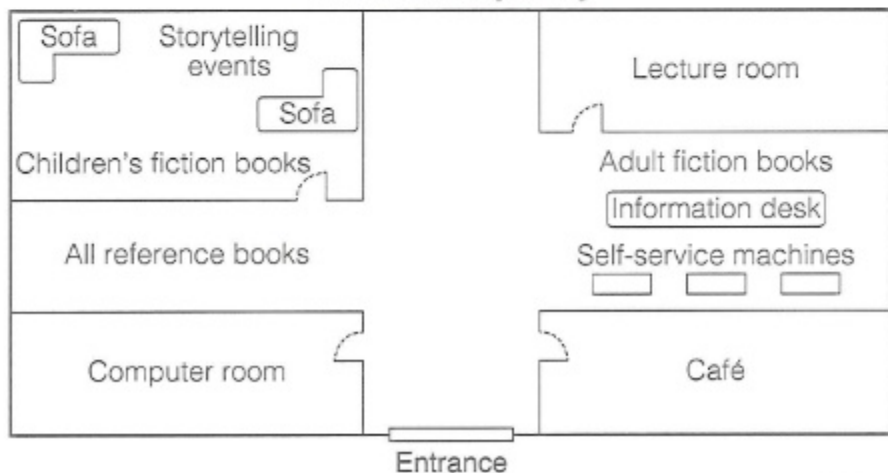 Sofa
Storytelling
events
Sofa
Children's fiction books
All reference books
Computer room
Lecture room
Adult fiction books
Information desk
Self-service machines
Café
Entrance